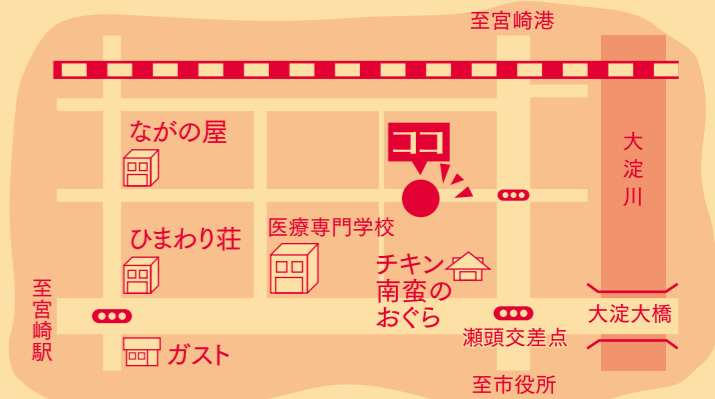 至宮崎港
ながの屋
ココ
大淀川
ひまわり荘
医療専門学校
チキン
南蛮の
おぐら
至宮崎駅
大淀大橋
瀬頭交差点
ガスト
至市役所